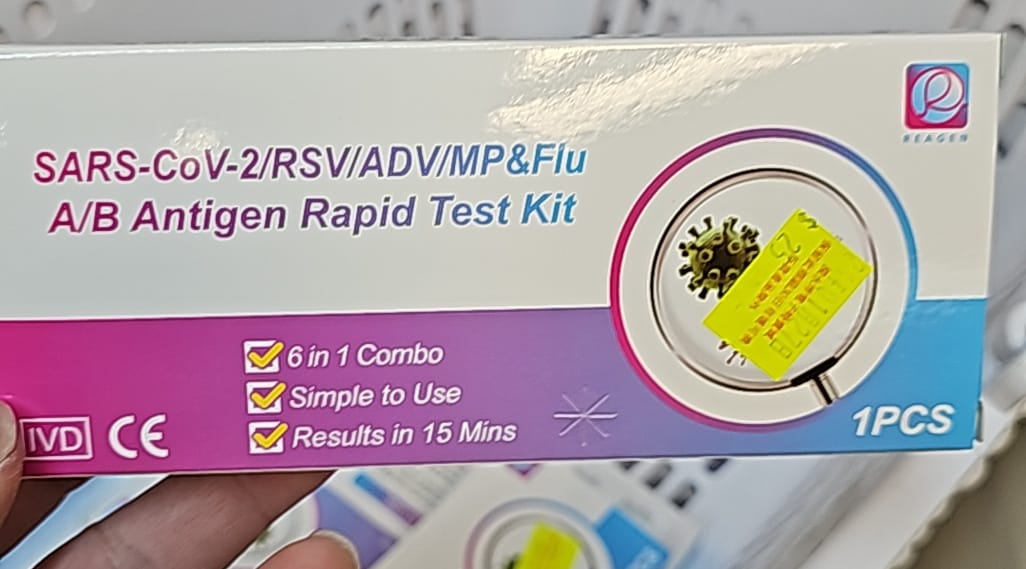 REAGEN
SARS-CoV-2/RSV/ADV/MP&Flu
A/B Antigen Rapid Test Kit
6 in 1 Combo
Simple to Use
Results in 15 Mins
IVD CE
1PCS